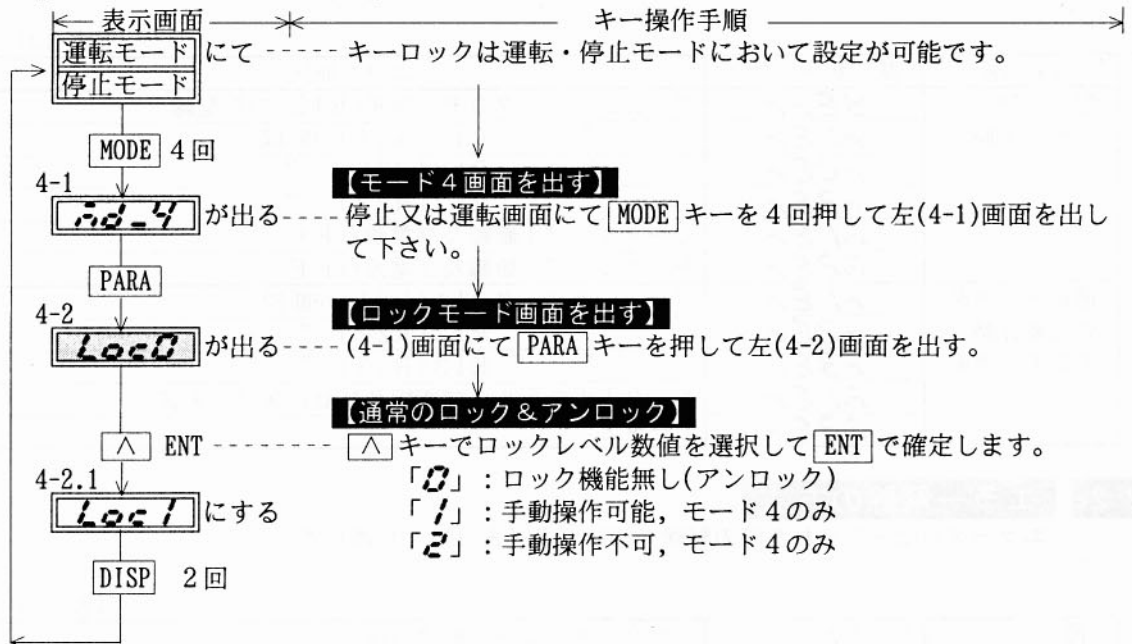 表示画面 キー操作手順
運転モード にて キーロックは運転・停止モードにおいて設定が可能です。
停止モード
MODE 4回
4-1 【モード4画面を出す】
ñd_4 が出る 停止又は運転画面にて MODE キーを4回押して左(4-1)画面を出し
て下さい。
PARA
4-2 【ロックモード画面を出す】
Loc0 が出る (4-1)画面にて PARA キーを押して左(4-2)画面を出す。
【通常のロック&アンロック】
∧ ENT ∧ キーでロックレベル数値を選択して ENT で確定します。
4-2.1 「0」:ロック機能無し(アンロック)
Loc1 にする 「1」:手動操作可能, モード4のみ
「2」:手動操作不可, モード4のみ
DISP 2回